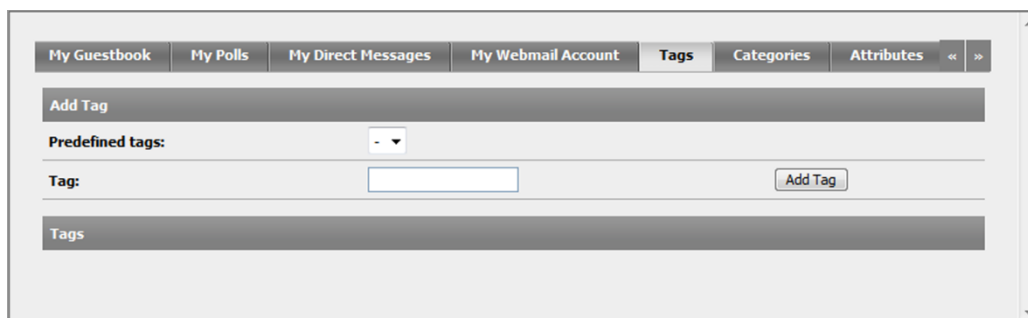 My Guestbook My Polls My Direct Messages My Webmail Account Tags Categories Attributes « »
Add Tag
Predefined tags: -
Tag: Add Tag
Tags